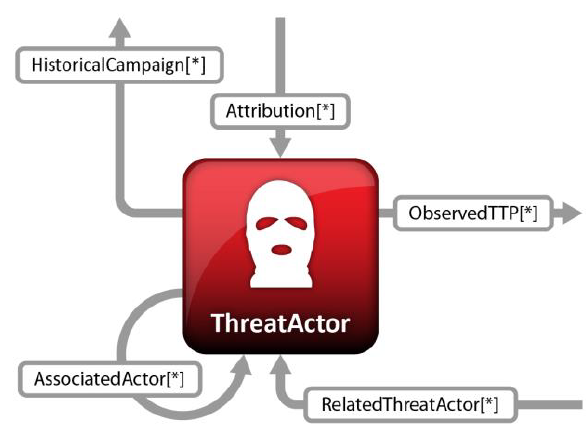 HistoricalCampaign[*]
Attribution[*]
ObservedTTP[*]
ThreatActor
AssociatedActor[*]
RelatedThreatActor[*]